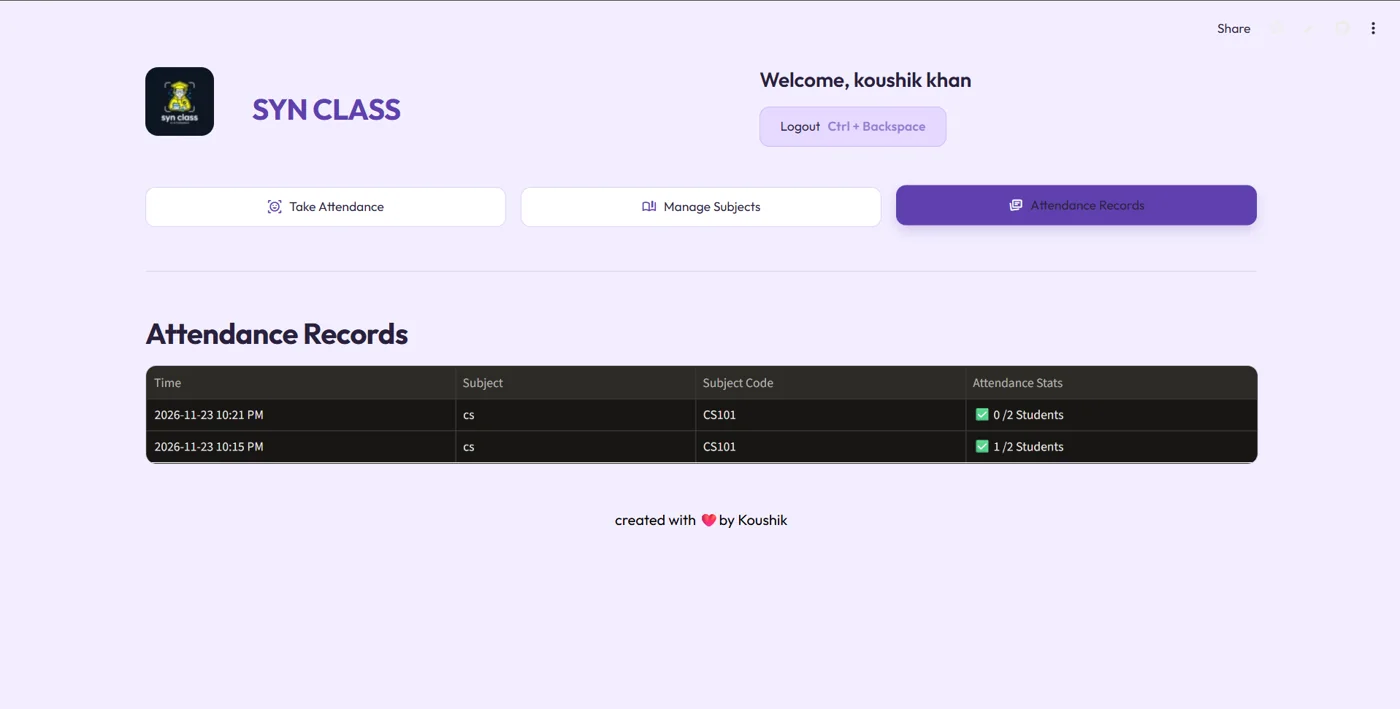 Share
syn class
SYN CLASS
Welcome, koushik khan
Logout Ctrl + Backspace
Take Attendance
Manage Subjects
Attendance Records
Attendance Records
Time Subject Subject Code Attendance Stats
2026-11-23 10:21 PM cs CS101 ✅ 0 /2 Students
2026-11-23 10:15 PM cs CS101 ✅ 1 /2 Students
created with 💖 by Koushik